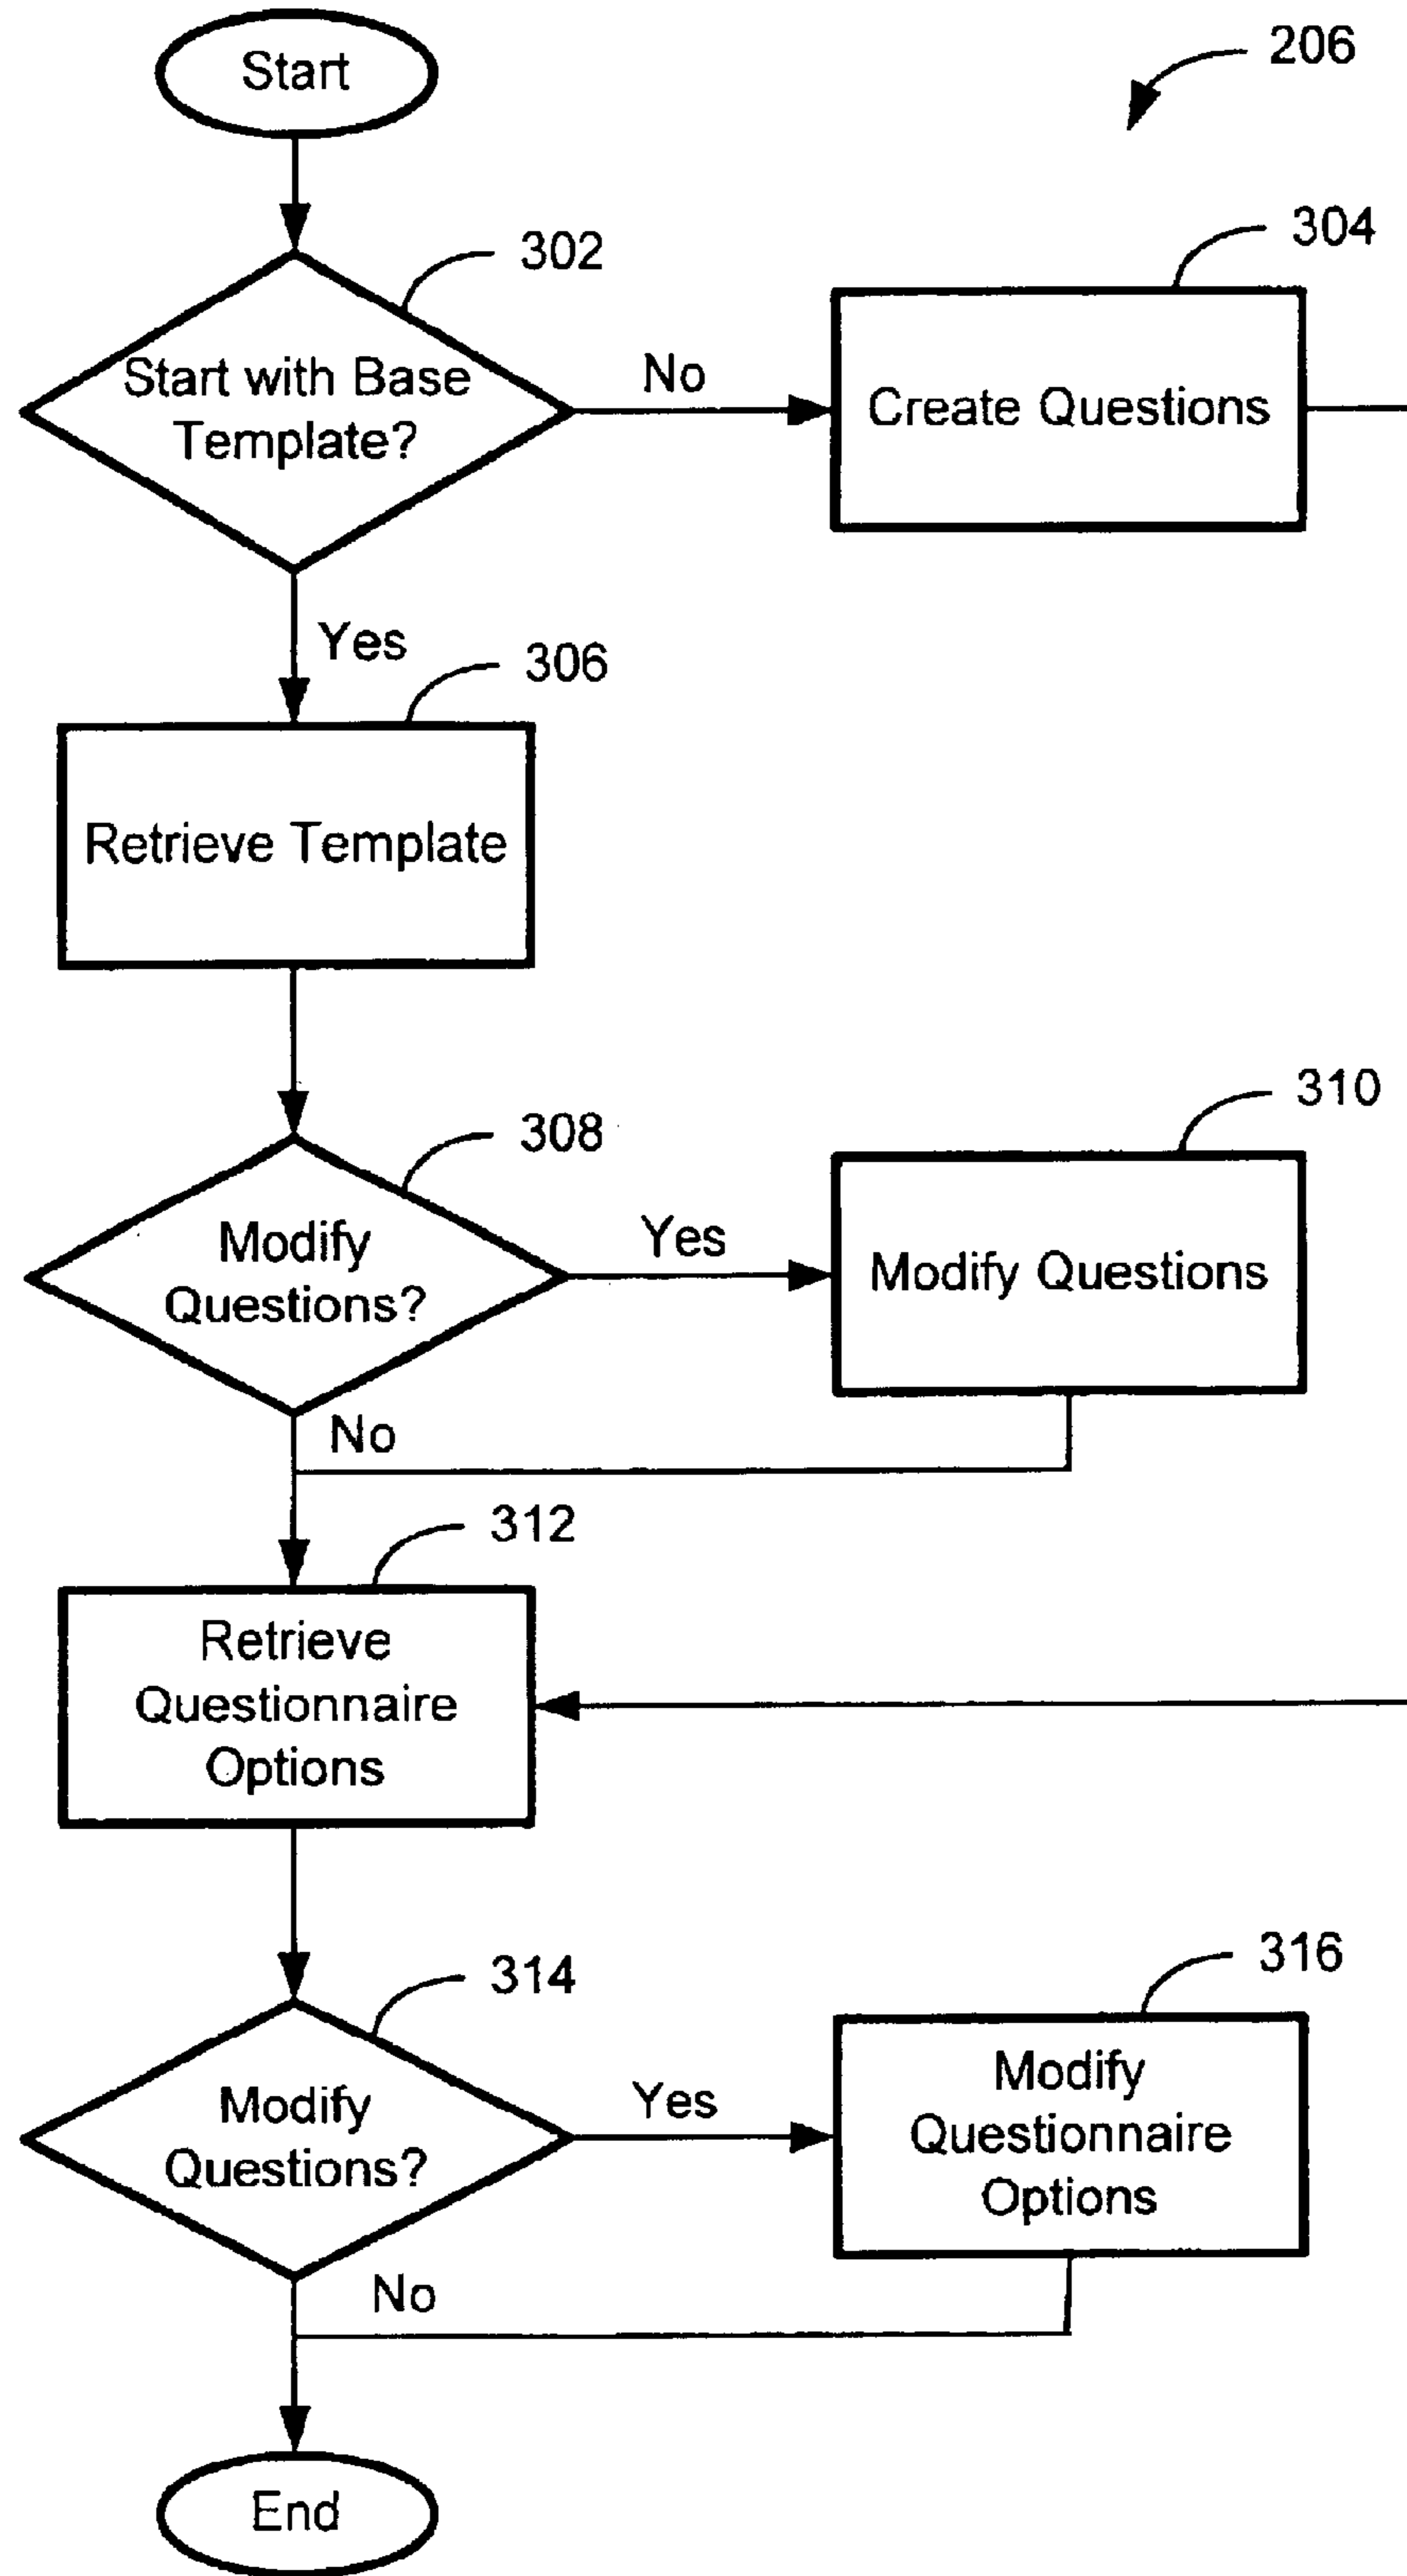 Start
206
302
304
Start with Base
Template?
No
Create Questions
Yes
306
Retrieve Template
308
310
Modify
Questions?
Yes
Modify Questions
No
312
Retrieve
Questionnaire
Options
314
316
Modify
Questions?
Yes
Modify
Questionnaire
Options
No
End